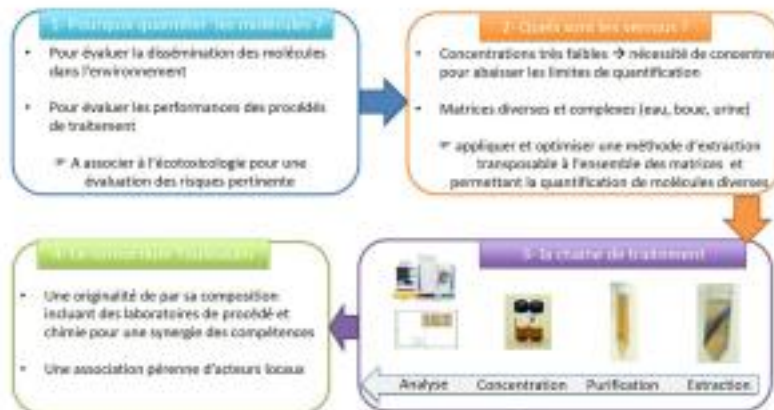 1- Pourquoi quantifier les molécules ?
• Pour évaluer la dissémination des molécules
dans l'environnement
• Pour évaluer les performances des procédés
de traitement
☞ A associer à l'écotoxicologie pour une
évaluation des risques pertinente
2- Quels sont les verrous ?
• Concentrations très faibles → nécessité de concentrer
pour abaisser les limites de quantification
• Matrices diverses et complexes (eau, boue, urine)
☞ appliquer et optimiser une méthode d'extraction
transposable à l'ensemble des matrices et
permettant la quantification de molécules diverses
3- la chaîne de traitement
Analyse Concentration Purification Extraction
4- Le consortium
• Une originalité de par sa composition
incluant des laboratoires de procédé et
chimie pour une synergie des compétences
• Une association pérenne d'acteurs locaux